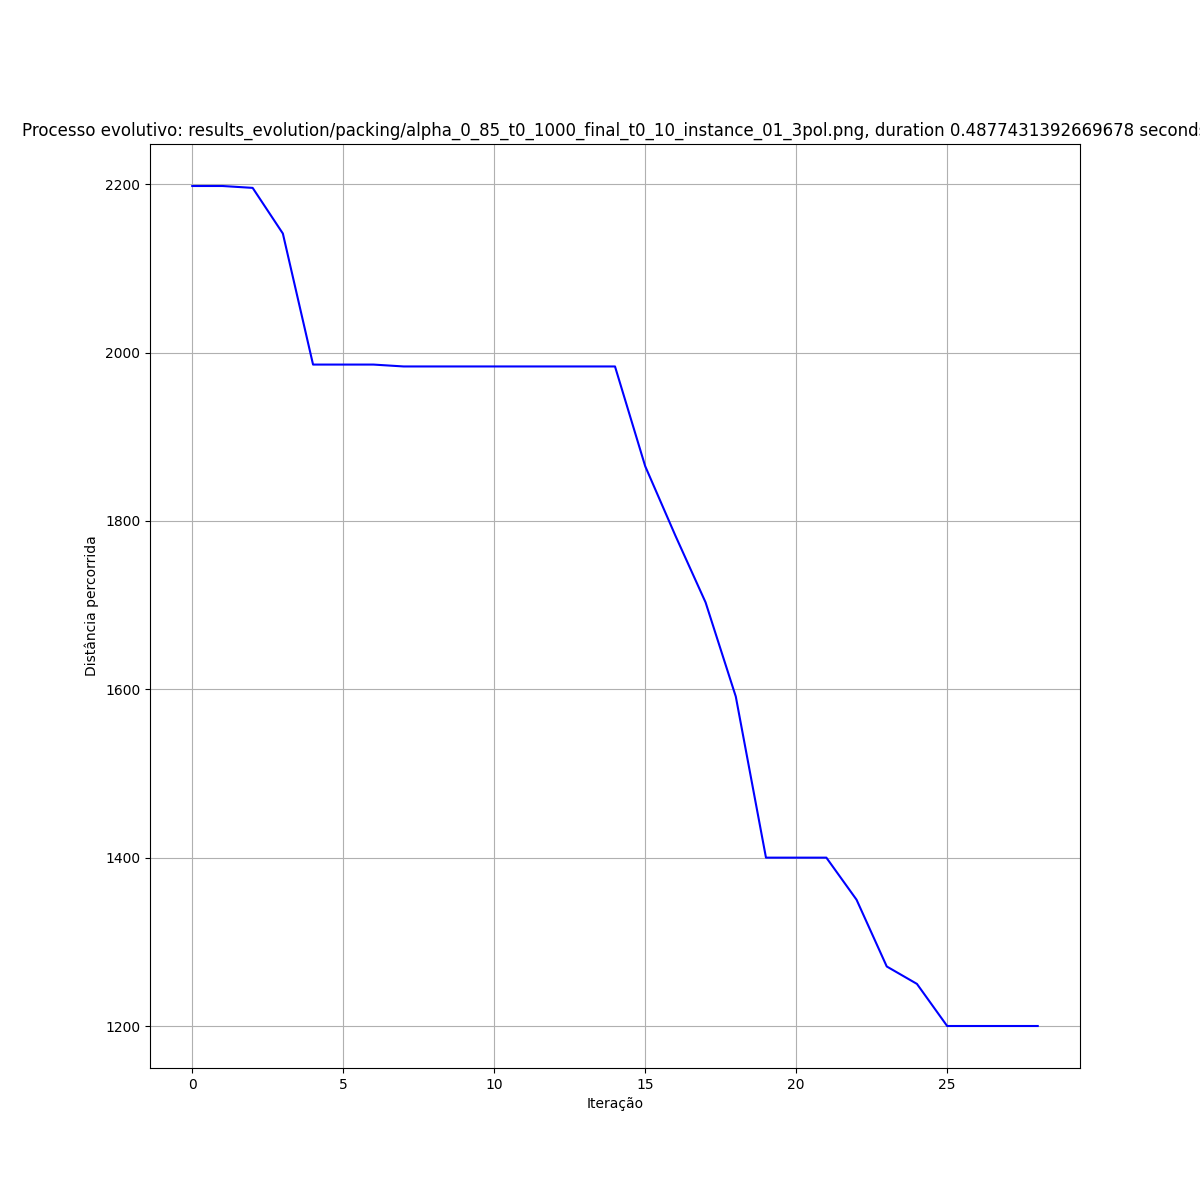 Processo evolutivo: results_evolution/packing/alpha_0_85_t0_1000_final_t0_10_instance_01_3pol.png, duration 0.4877431392669678 seconds
2200
2000
1800
1600
1400
1200
Distância percorrida
0 5 10 15 20 25
Iteração